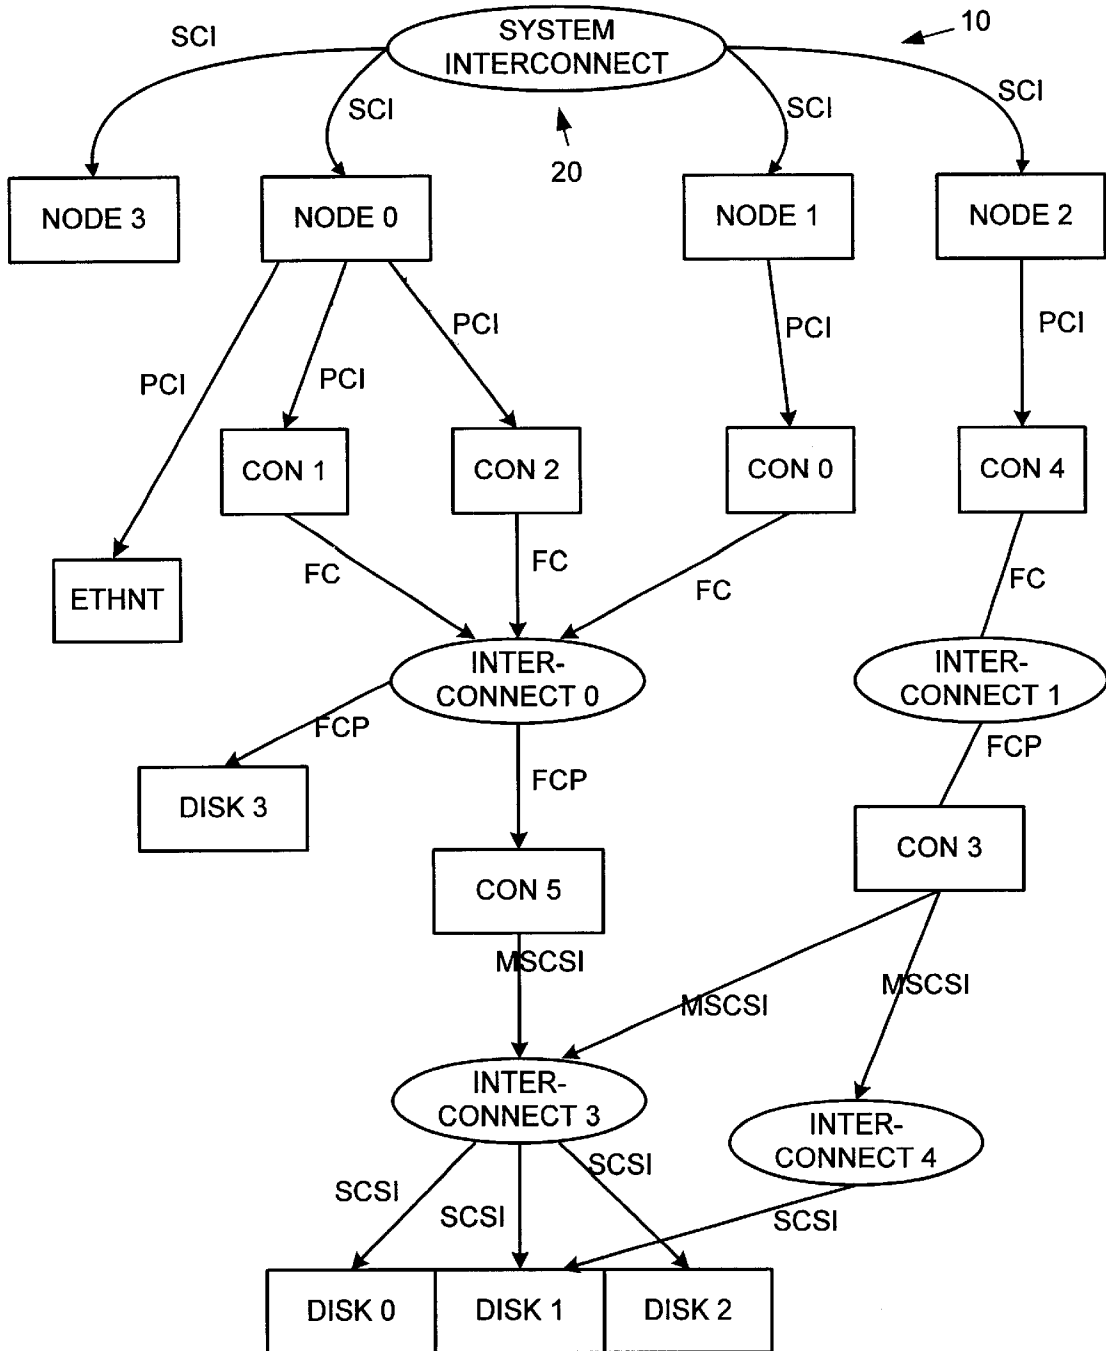 SYSTEM
INTERCONNECT
10
SCI
SCI
SCI
SCI
20
NODE 3
NODE 0
NODE 1
NODE 2
PCI
PCI
PCI
PCI
PCI
CON 1
CON 2
CON 0
CON 4
FC
FC
FC
FC
ETHNT
INTER-
CONNECT 0
INTER-
CONNECT 1
FCP
FCP
FCP
DISK 3
CON 3
CON 5
MSCSI
MSCSI
MSCSI
INTER-
CONNECT 3
INTER-
CONNECT 4
SCSI
SCSI
SCSI
SCSI
DISK 0
DISK 1
DISK 2